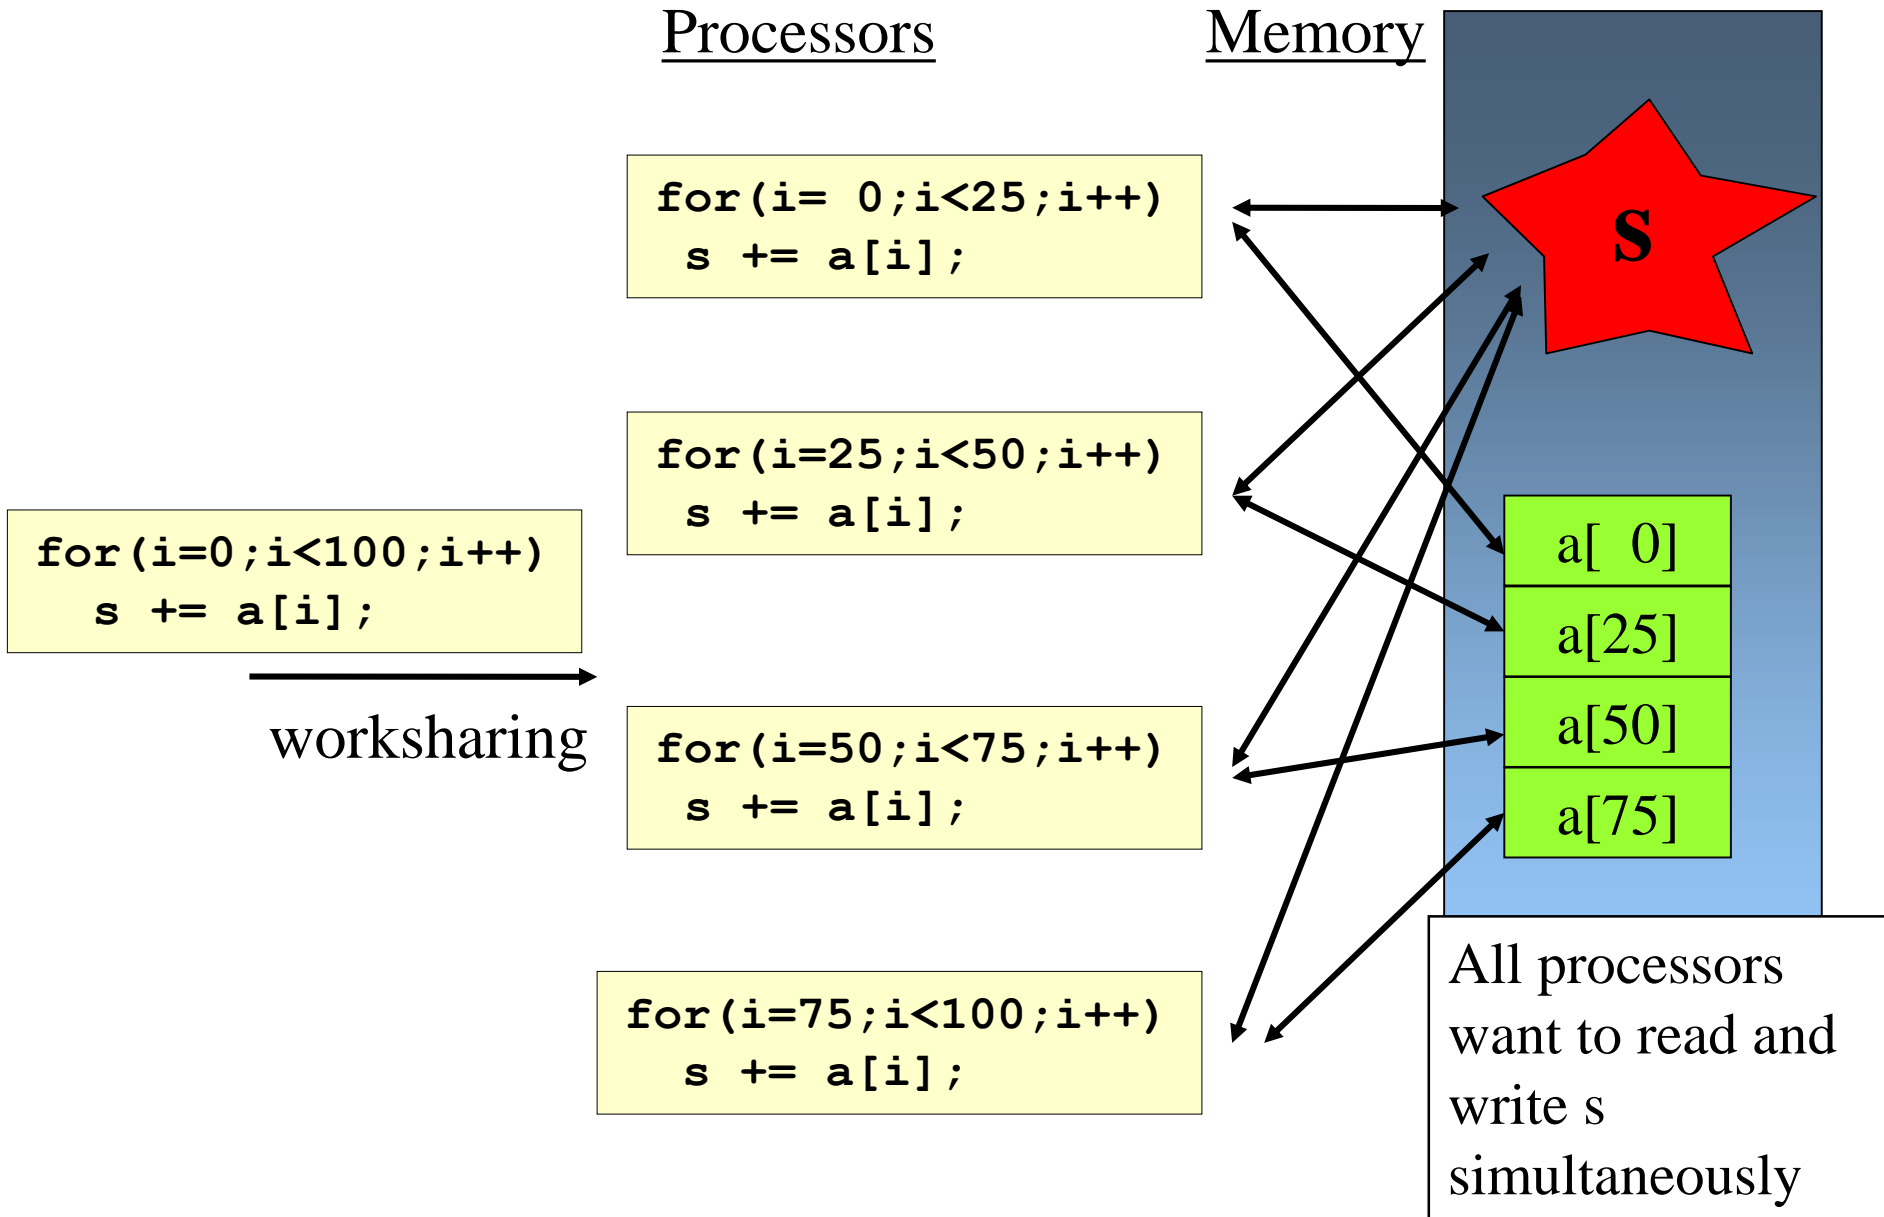 Processors
Memory
for(i= 0;i<25;i++)
s += a[i];
s
for(i=25;i<50;i++)
s += a[i];
for(i=0;i<100;i++)
s += a[i];
worksharing
for(i=50;i<75;i++)
s += a[i];
a[ 0]
a[25]
a[50]
a[75]
for(i=75;i<100;i++)
s += a[i];
All processors
want to read and
write s
simultaneously